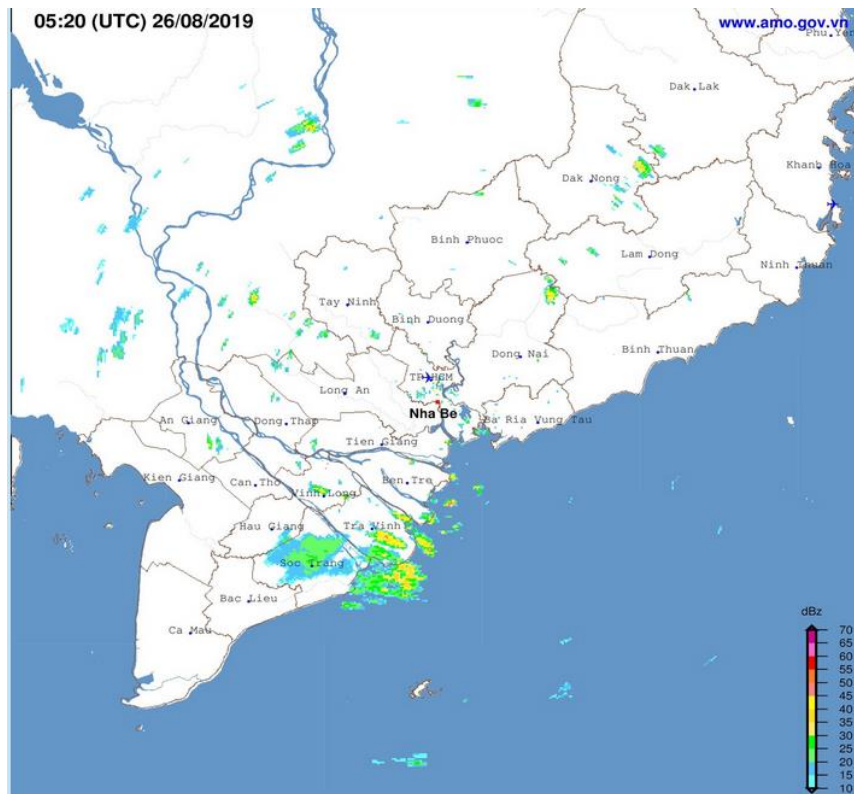 05:20 (UTC) 26/08/2019
www.amo.gov.vn
Phu Yen
Dak Lak
Khanh Hoa
Dak Nong
Binh Phuoc
Lam Dong
Ninh Thuan
Tay Ninh
Binh Duong
Binh Thuan
Dong Nai
TP HCM
Long An
Nha Be
An Giang
Dong Thap
Ba Ria Vung Tau
Tien Giang
Kien Giang
Can Tho
Ben Tre
Vinh Long
Hau Giang
Tra Vinh
Soc Trang
Bac Lieu
Ca Mau
dBz
70
65
60
55
50
45
40
35
30
25
20
15
10